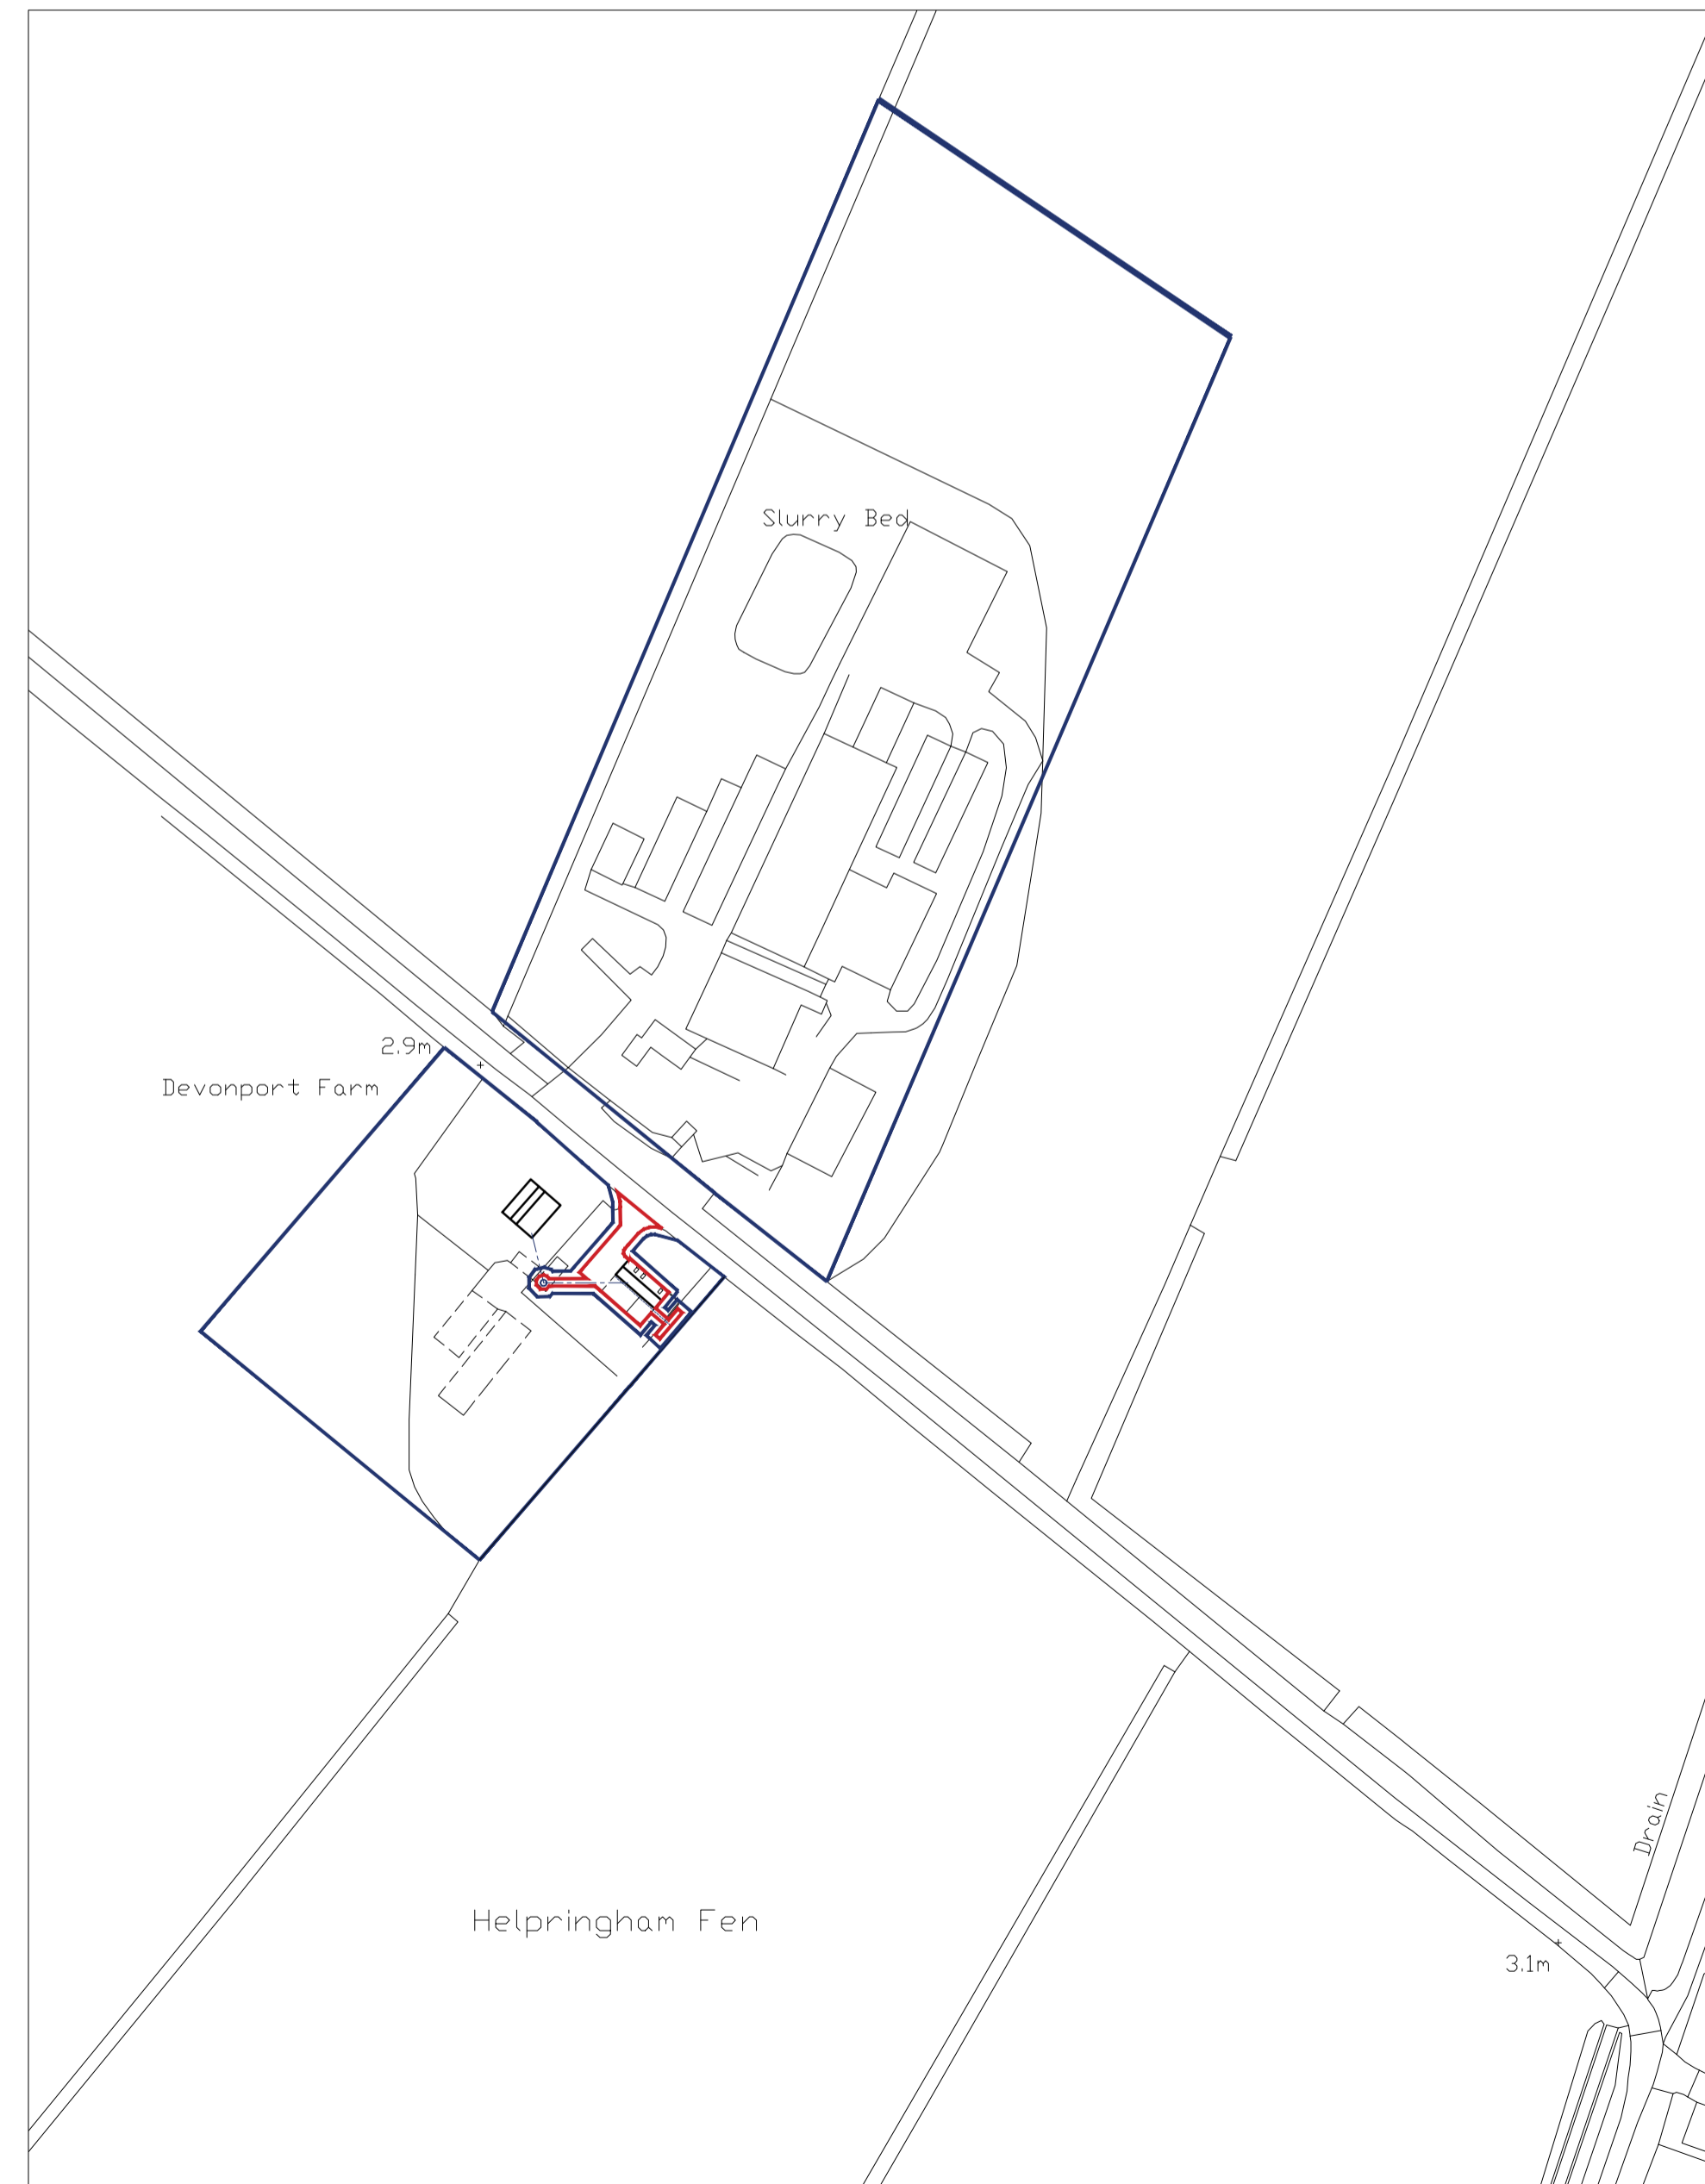 Slurry Bed
2.9m
Devonport Farm
Drain
Helpringham Fen
3.1m